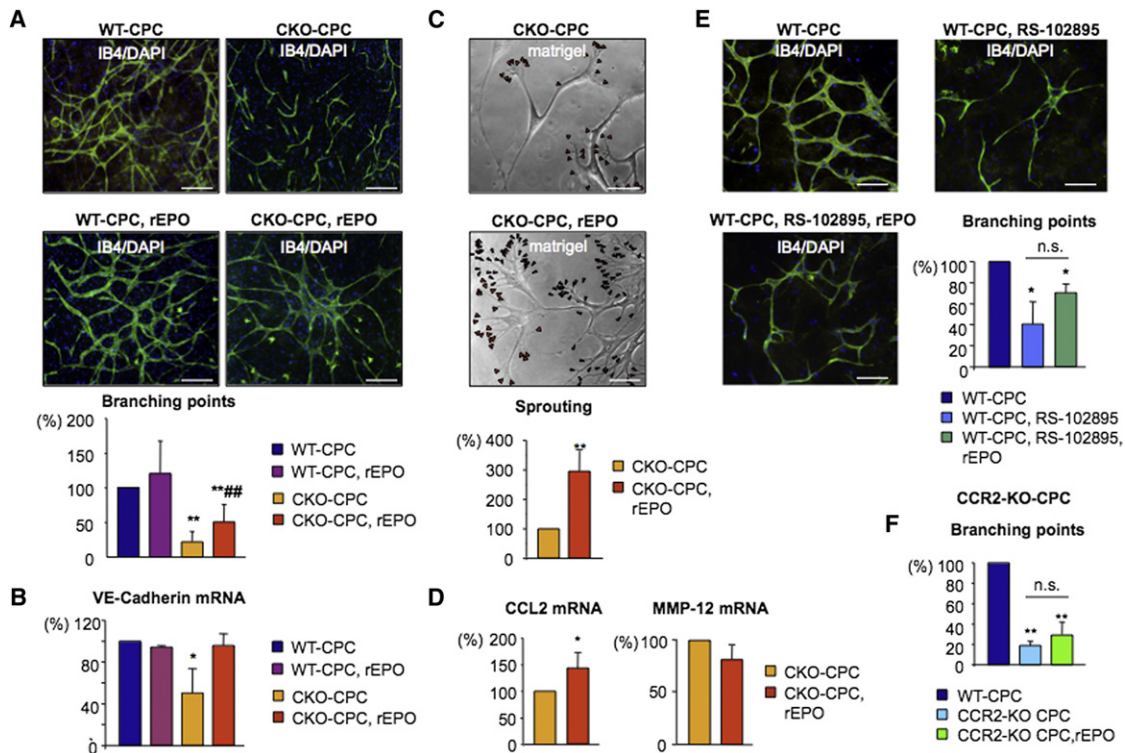 A
WT-CPC
IB4/DAPI
CKO-CPC
IB4/DAPI
WT-CPC, rEPO
IB4/DAPI
CKO-CPC, rEPO
IB4/DAPI
Branching points
(%)
200
150
100
50
0
**
**##
WT-CPC
WT-CPC, rEPO
CKO-CPC
CKO-CPC, rEPO
B
VE-Cadherin mRNA
(%)
120
80
40
0
*
WT-CPC
WT-CPC, rEPO
CKO-CPC
CKO-CPC, rEPO
C
CKO-CPC
matrigel
CKO-CPC, rEPO
matrigel
Sprouting
(%)
400
300
200
100
0
**
CKO-CPC
CKO-CPC,
rEPO
D
CCL2 mRNA
(%)
200
150
100
50
0
*
MMP-12 mRNA
(%)
100
50
0
CKO-CPC
CKO-CPC,
rEPO
E
WT-CPC
IB4/DAPI
WT-CPC, RS-102895
IB4/DAPI
WT-CPC, RS-102895, rEPO
IB4/DAPI
Branching points
n.s.
(%)
100
80
60
40
20
0
*
*
WT-CPC
WT-CPC, RS-102895
WT-CPC, RS-102895,
rEPO
F
CCR2-KO-CPC
Branching points
(%)
100
80
60
40
20
0
n.s.
**
**
WT-CPC
CCR2-KO CPC
CCR2-KO CPC,rEPO